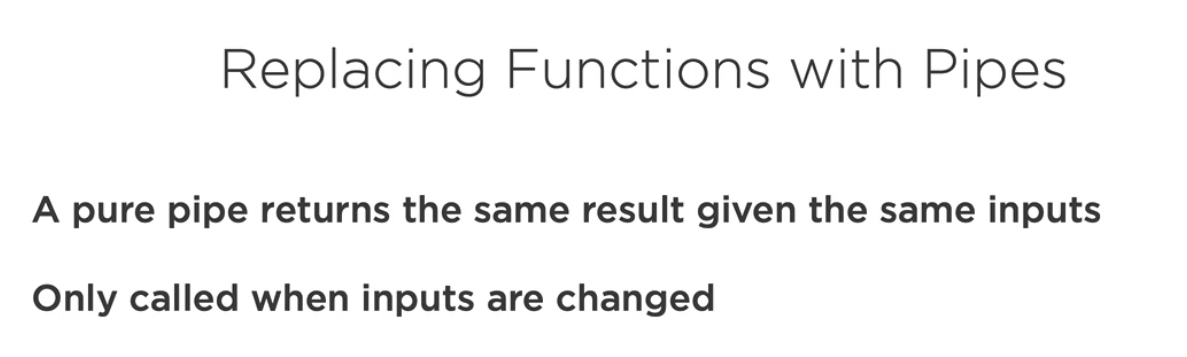 Replacing Functions with Pipes
A pure pipe returns the same result given the same inputs
Only called when inputs are changed